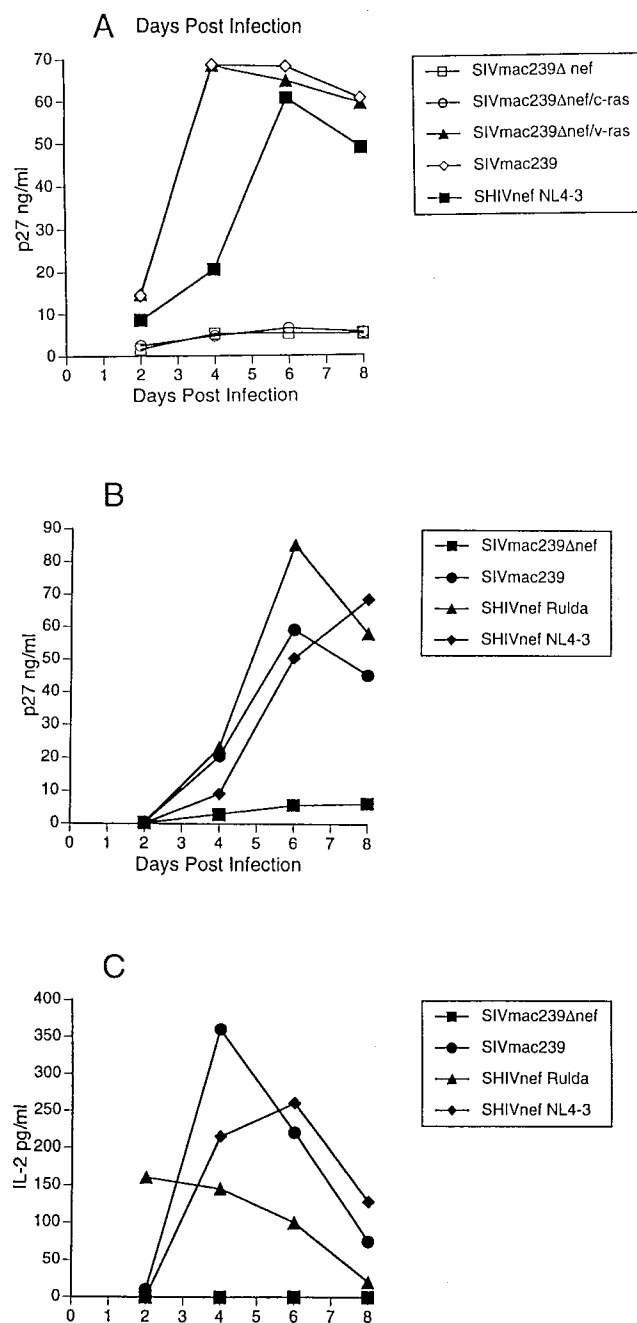 A Days Post Infection
70
60
50
40
30
20
10
0
p27 ng/ml
0 1 2 3 4 5 6 7 8
Days Post Infection
SIVmac239Δ nef
SIVmac239Δnef/c-ras
SIVmac239Δnef/v-ras
SIVmac239
SHIVnef NL4-3
B
90
80
70
60
50
40
30
20
10
0
p27 ng/ml
0 1 2 3 4 5 6 7 8
Days Post Infection
SIVmac239Δnef
SIVmac239
SHIVnef Rulda
SHIVnef NL4-3
C
400
350
300
250
200
150
100
50
0
IL-2 pg/ml
0 1 2 3 4 5 6 7 8
SIVmac239Δnef
SIVmac239
SHIVnef Rulda
SHIVnef NL4-3